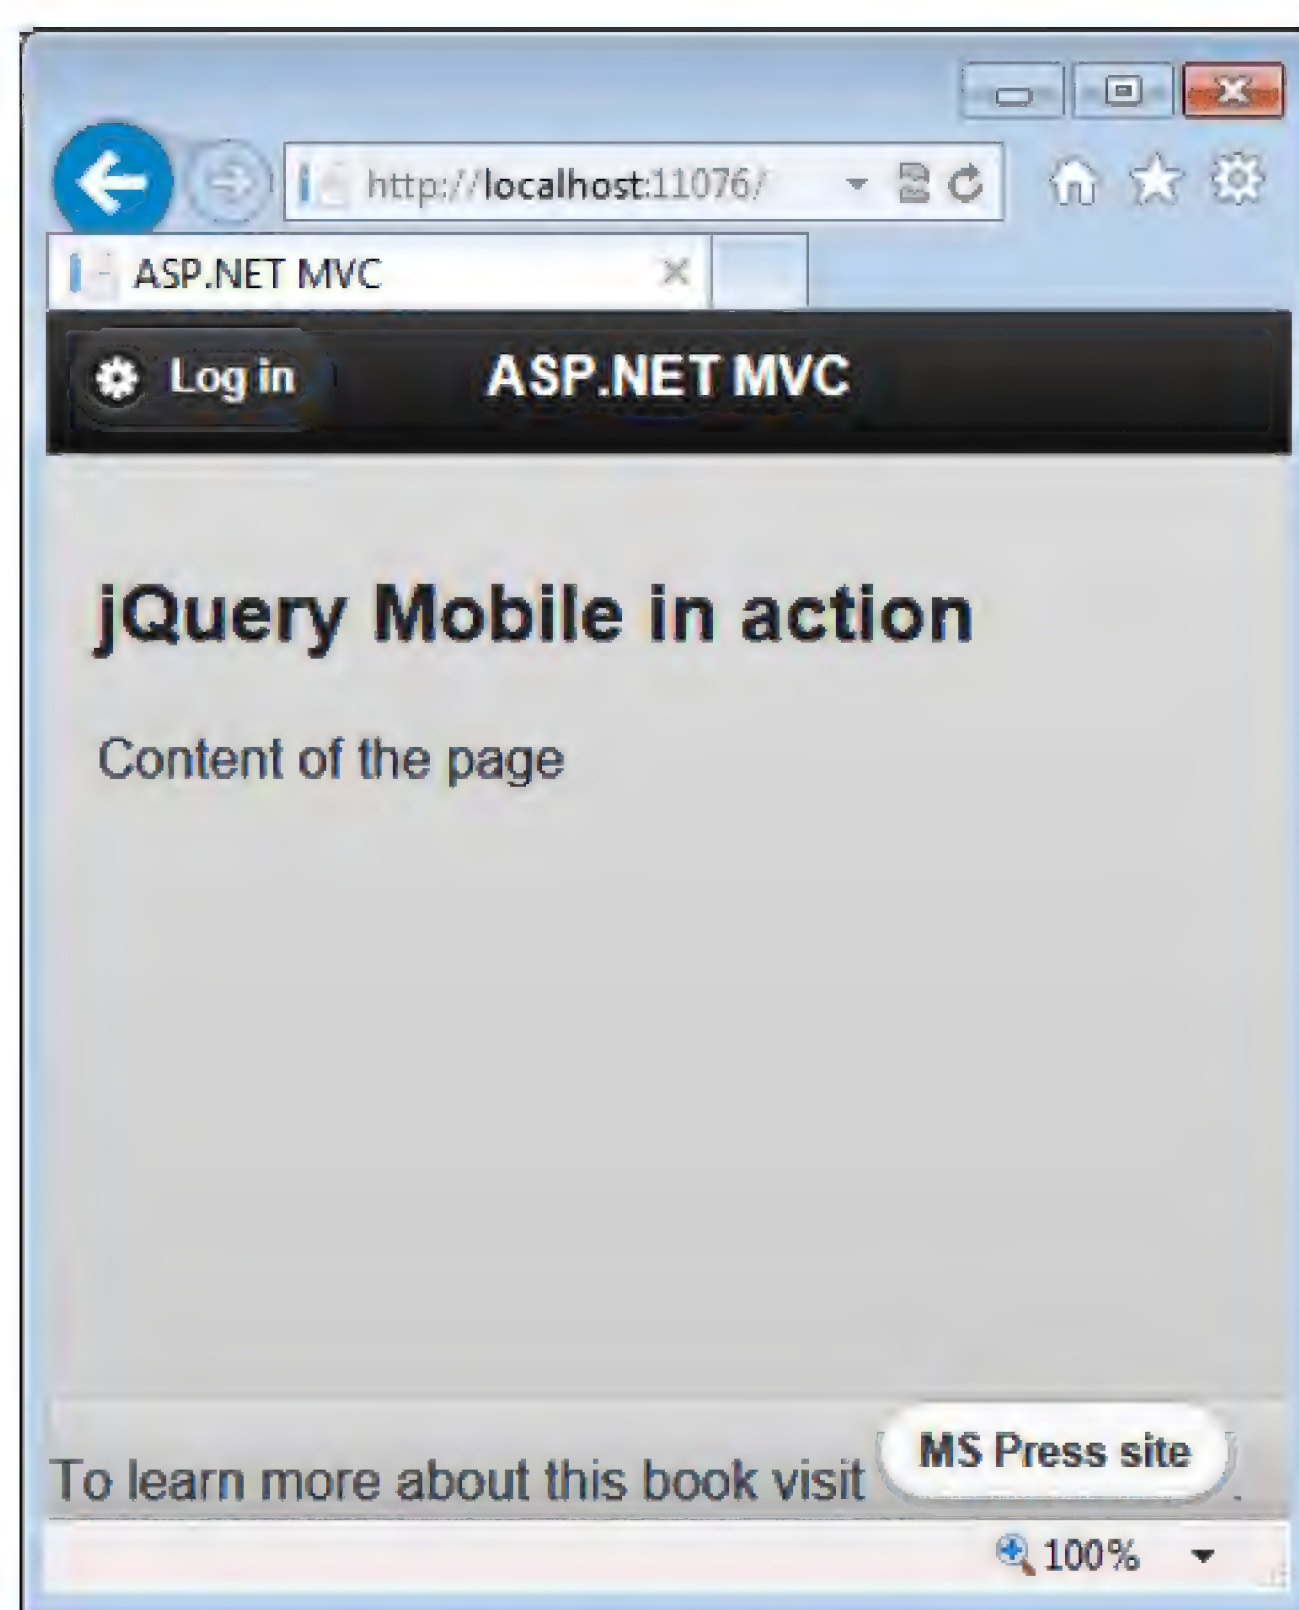 http://localhost:11076/
ASP.NET MVC
Log in
ASP.NET MVC
jQuery Mobile in action
Content of the page
To learn more about this book visit MS Press site.
100%